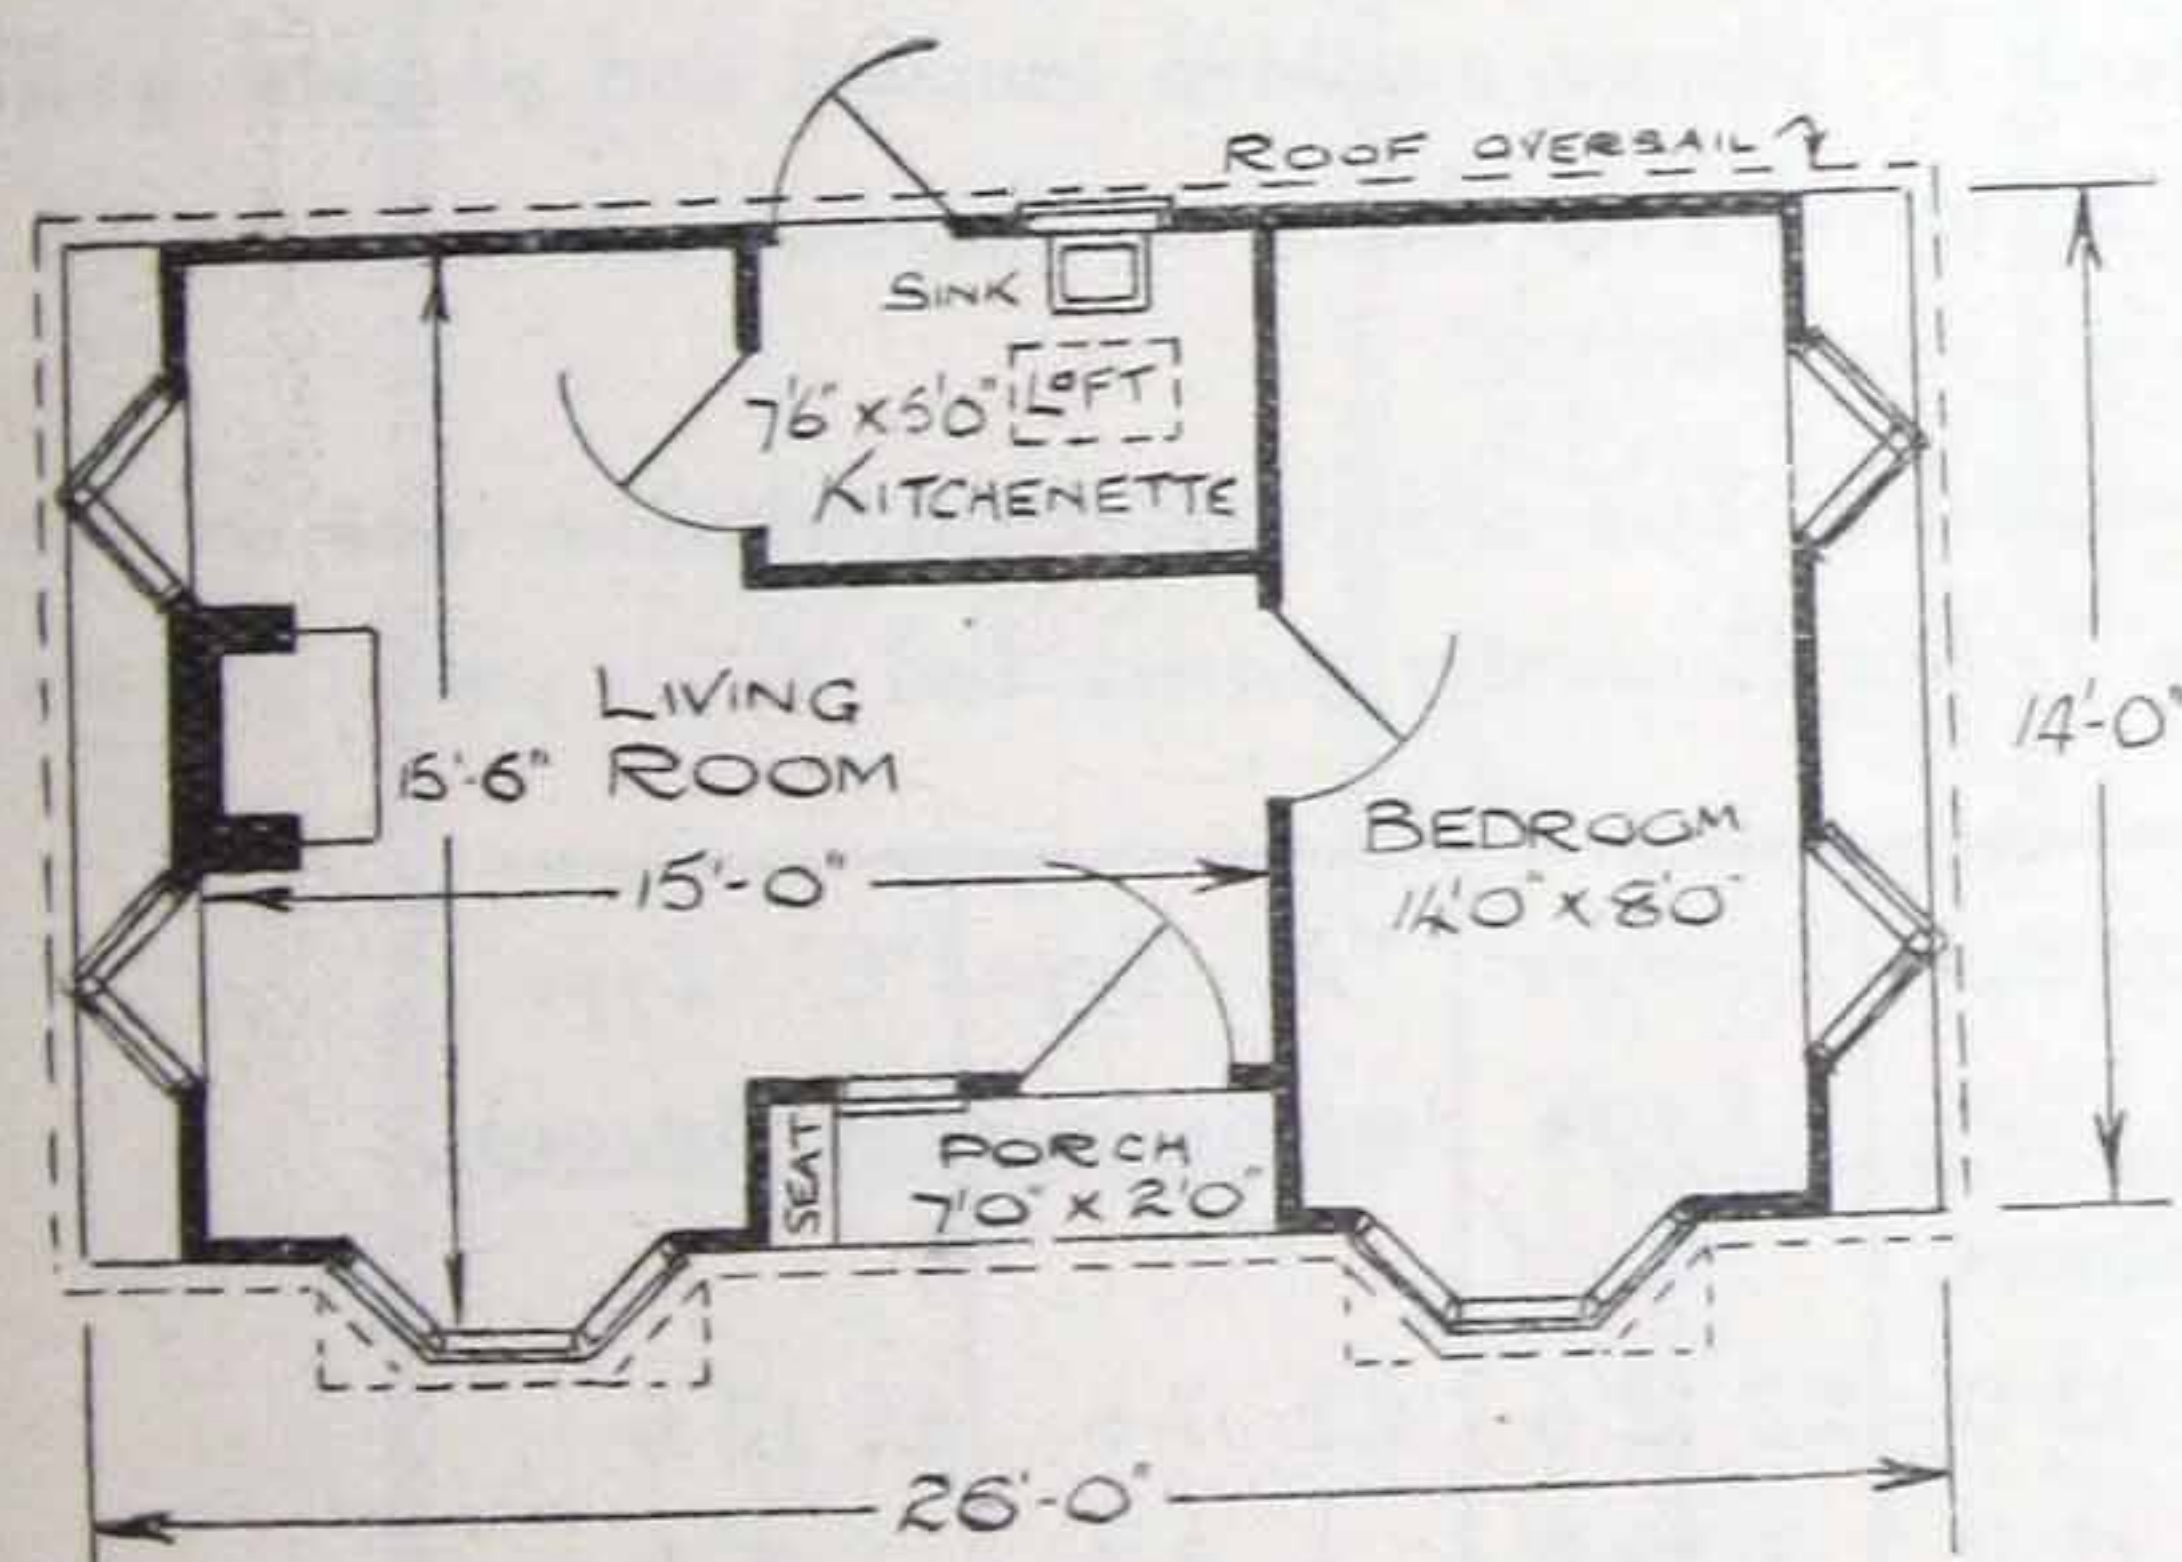 ROOF OVERSAIL
SINK
7'6" x 5'0"
LOFT
KITCHENETTE
LIVING
ROOM
15'-6"
14'-0"
BEDROOM
14'0" x 8'0"
15'-0"
SEAT
PORCH
7'0" x 2'0"
26'-0"